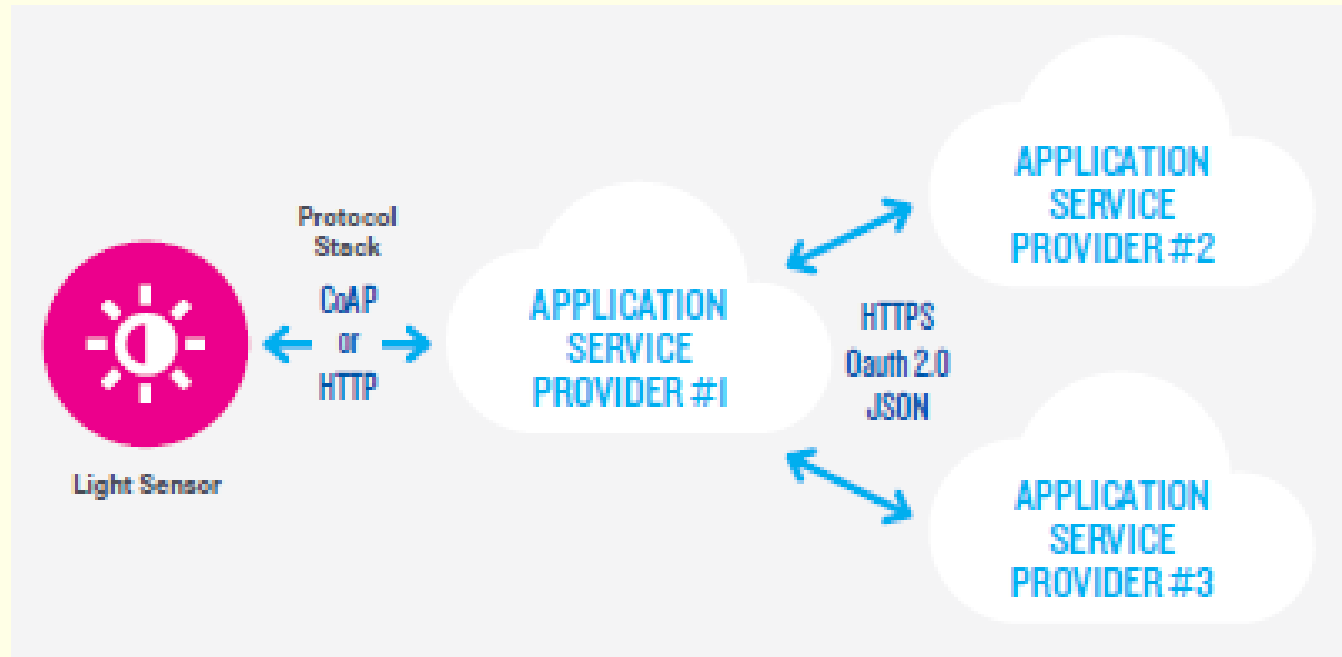 Protocol
Stack
CoAP
or
HTTP
Light Sensor
APPLICATION
SERVICE
PROVIDER #1
HTTPS
Oauth 2.0
JSON
APPLICATION
SERVICE
PROVIDER #2
APPLICATION
SERVICE
PROVIDER #3